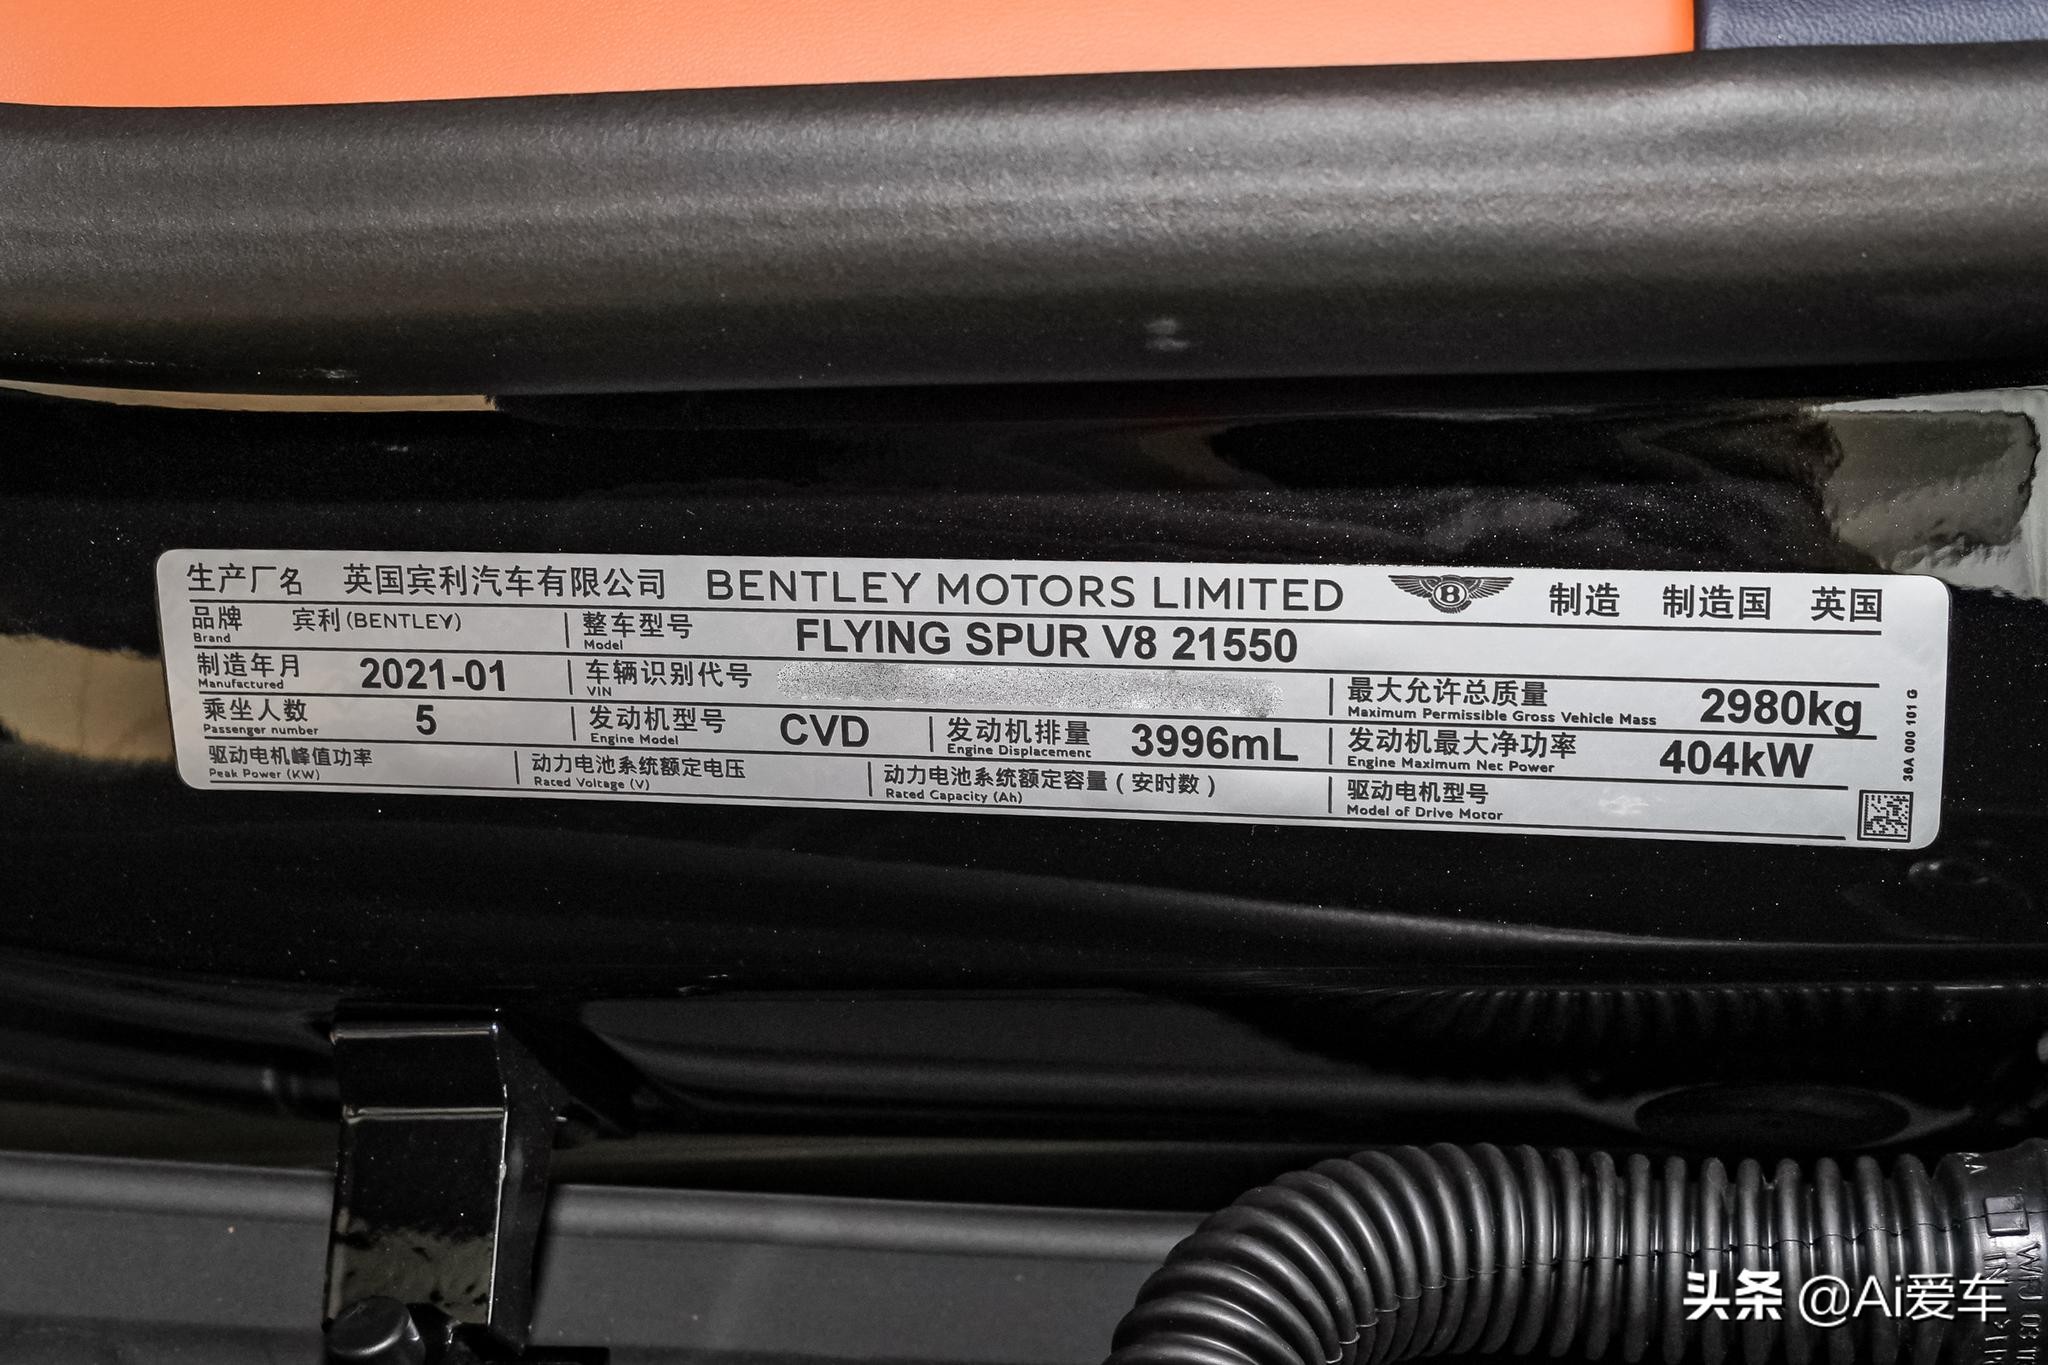 生产厂名 英国宾利汽车有限公司 BENTLEY MOTORS LIMITED B 制造 制造国 英国
品牌 宾利(BENTLEY) 整车型号 FLYING SPUR V8 21550
Brand Model
制造年月 2021-01 车辆识别代号 最大允许总质量 2980kg
Manufactured VIN Maximum Permissible Gross Vehicle Mass
乘坐人数 5 发动机型号 CVD 发动机排量 3996mL 发动机最大净功率 404kW
Passenger number Engine Model Engine Displacement Engine Maximum Net Power
驱动电机峰值功率 动力电池系统额定电压 动力电池系统额定容量(安时数) 驱动电机型号
Peak Power (KW) Rated Voltage (V) Rated Capacity (Ah) Model of Drive Motor
36A 000 101 G
头条 @Ai爱车